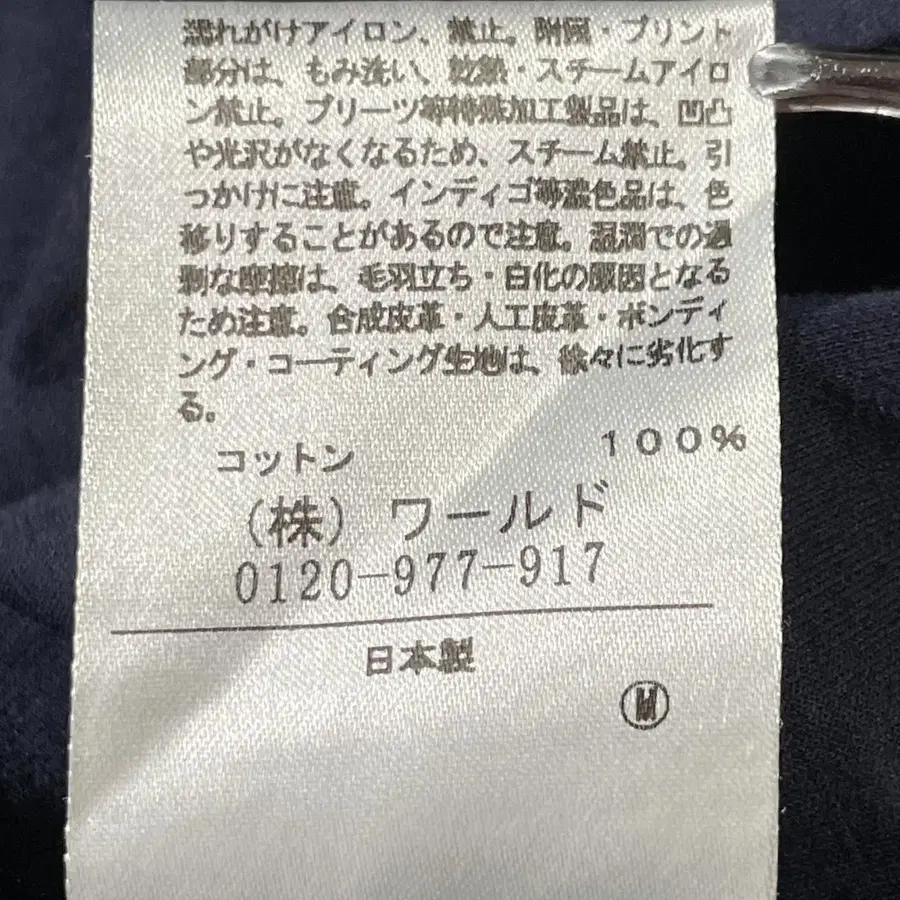 濡れがけアイロン、禁止。附属・プリント
部分は、もみ洗い、乾熱・スチームアイロ
ン禁止。プリーツ等特殊加工製品は、凹凸
や光沢がなくなるため、スチーム禁止。引
っかけに注意。インディゴ等濃色品は、色
移りすることがあるので注意。湿潤での過
剰な摩擦は、毛羽立ち・白化の原因となる
ため注意。合成皮革・人工皮革・ボンディ
ング・コーティング生地は、徐々に劣化す
る。
コットン 100%
(株) ワールド
0120-977-917
日本製